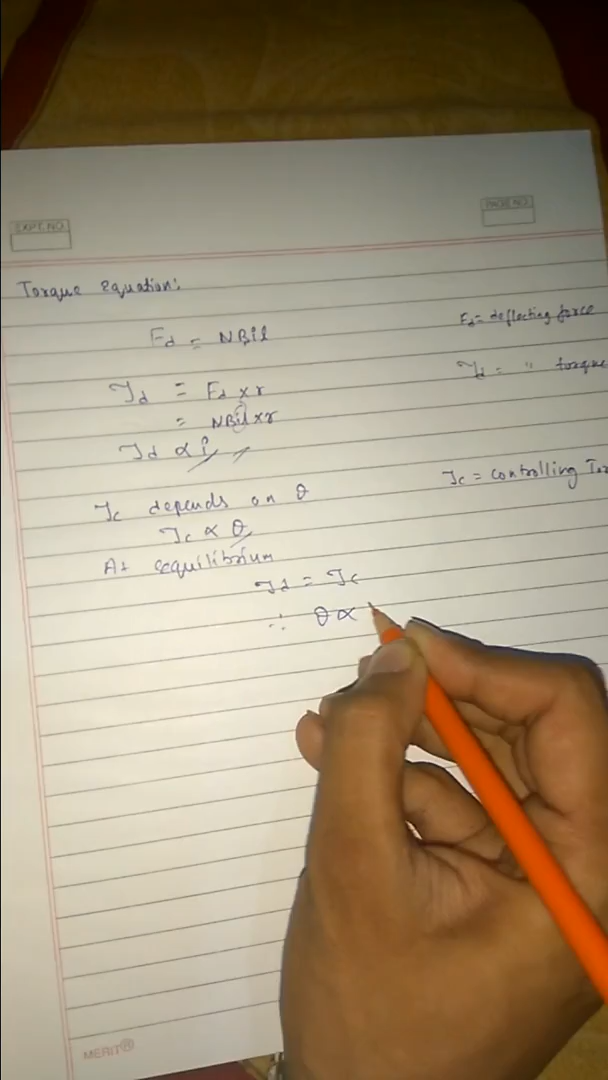 EXPT. NO.
PAGE NO.
Torque Equation:
Fd = NBil
Fd = deflecting force
Td = Fd x r
Td = " torque
= NBil x r
Td ∝ i
Tc = controlling Tor
Tc depends on θ
Tc ∝ θ
At equilibrium
Td = Tc
∴ θ ∝
MERIT®